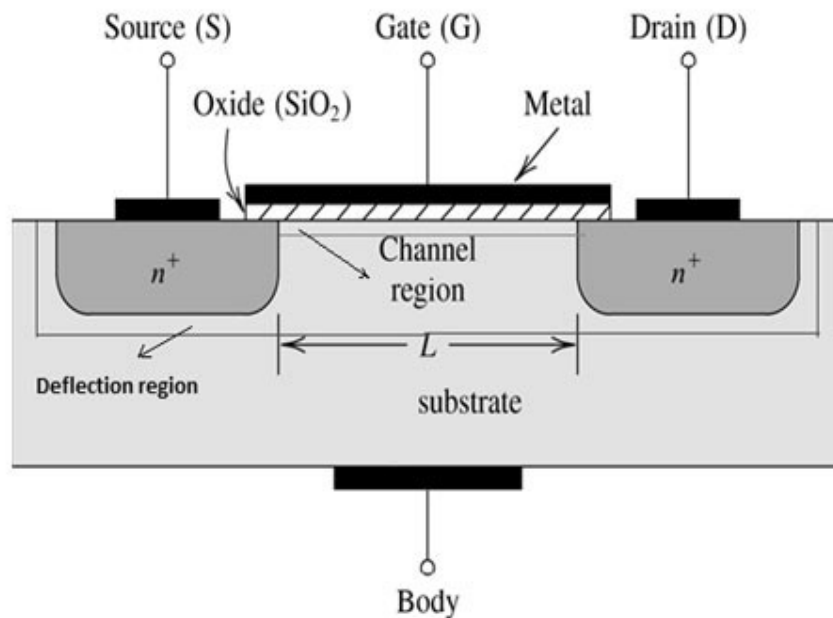 Source (S)
Gate (G)
Drain (D)
Oxide (SiO₂)
Metal
Channel
region
n⁺
n⁺
L
Deflection region
substrate
Body